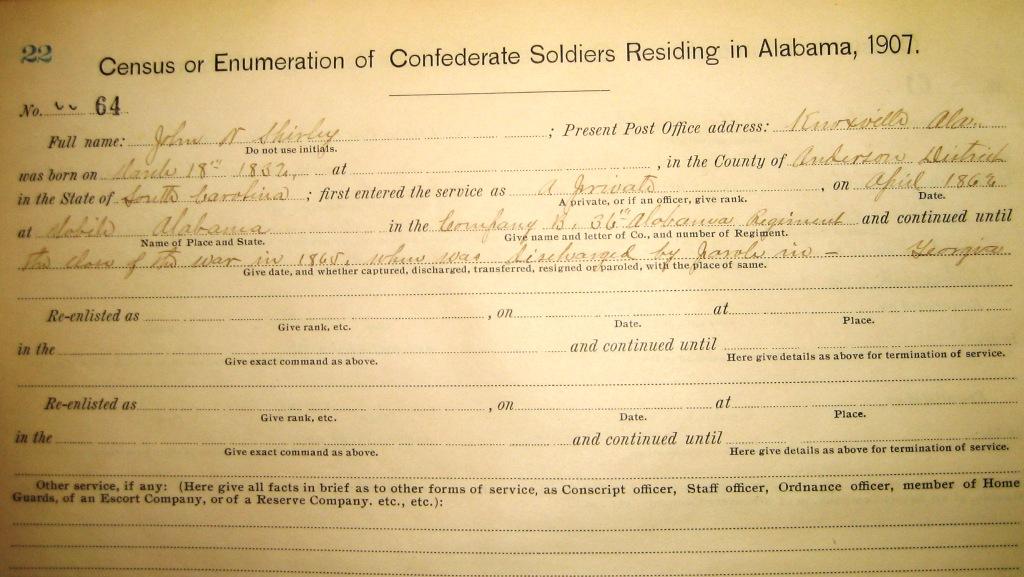 22
Census or Enumeration of Confederate Soldiers Residing in Alabama, 1907.
No. 64
Full name: John N Shirley ; Present Post Office address: Knoxville Ala.
Do not use initials.
was born on March 18th 1832, at , in the County of Anderson District
in the State of South Carolina ; first entered the service as A Private , on April 1862
A private, or if an officer, give rank. Date.
at Mobile Alabama in the Company B, 36th Alabama Regiment and continued until
Name of Place and State. Give name and letter of Co., and number of Regiment.
the close of the war in 1865, when was discharged by Parole in — Georgia
Give date, and whether captured, discharged, transferred, resigned or paroled, with the place of same.
Re-enlisted as , on at
Give rank, etc. Date. Place.
in the and continued until
Give exact command as above. Here give details as above for termination of service.
Re-enlisted as , on at
Give rank, etc. Date. Place.
in the and continued until
Give exact command as above. Here give details as above for termination of service.
Other service, if any: (Here give all facts in brief as to other forms of service, as Conscript officer, Staff officer, Ordnance officer, member of Home
Guards, of an Escort Company, or of a Reserve Company. etc., etc.):